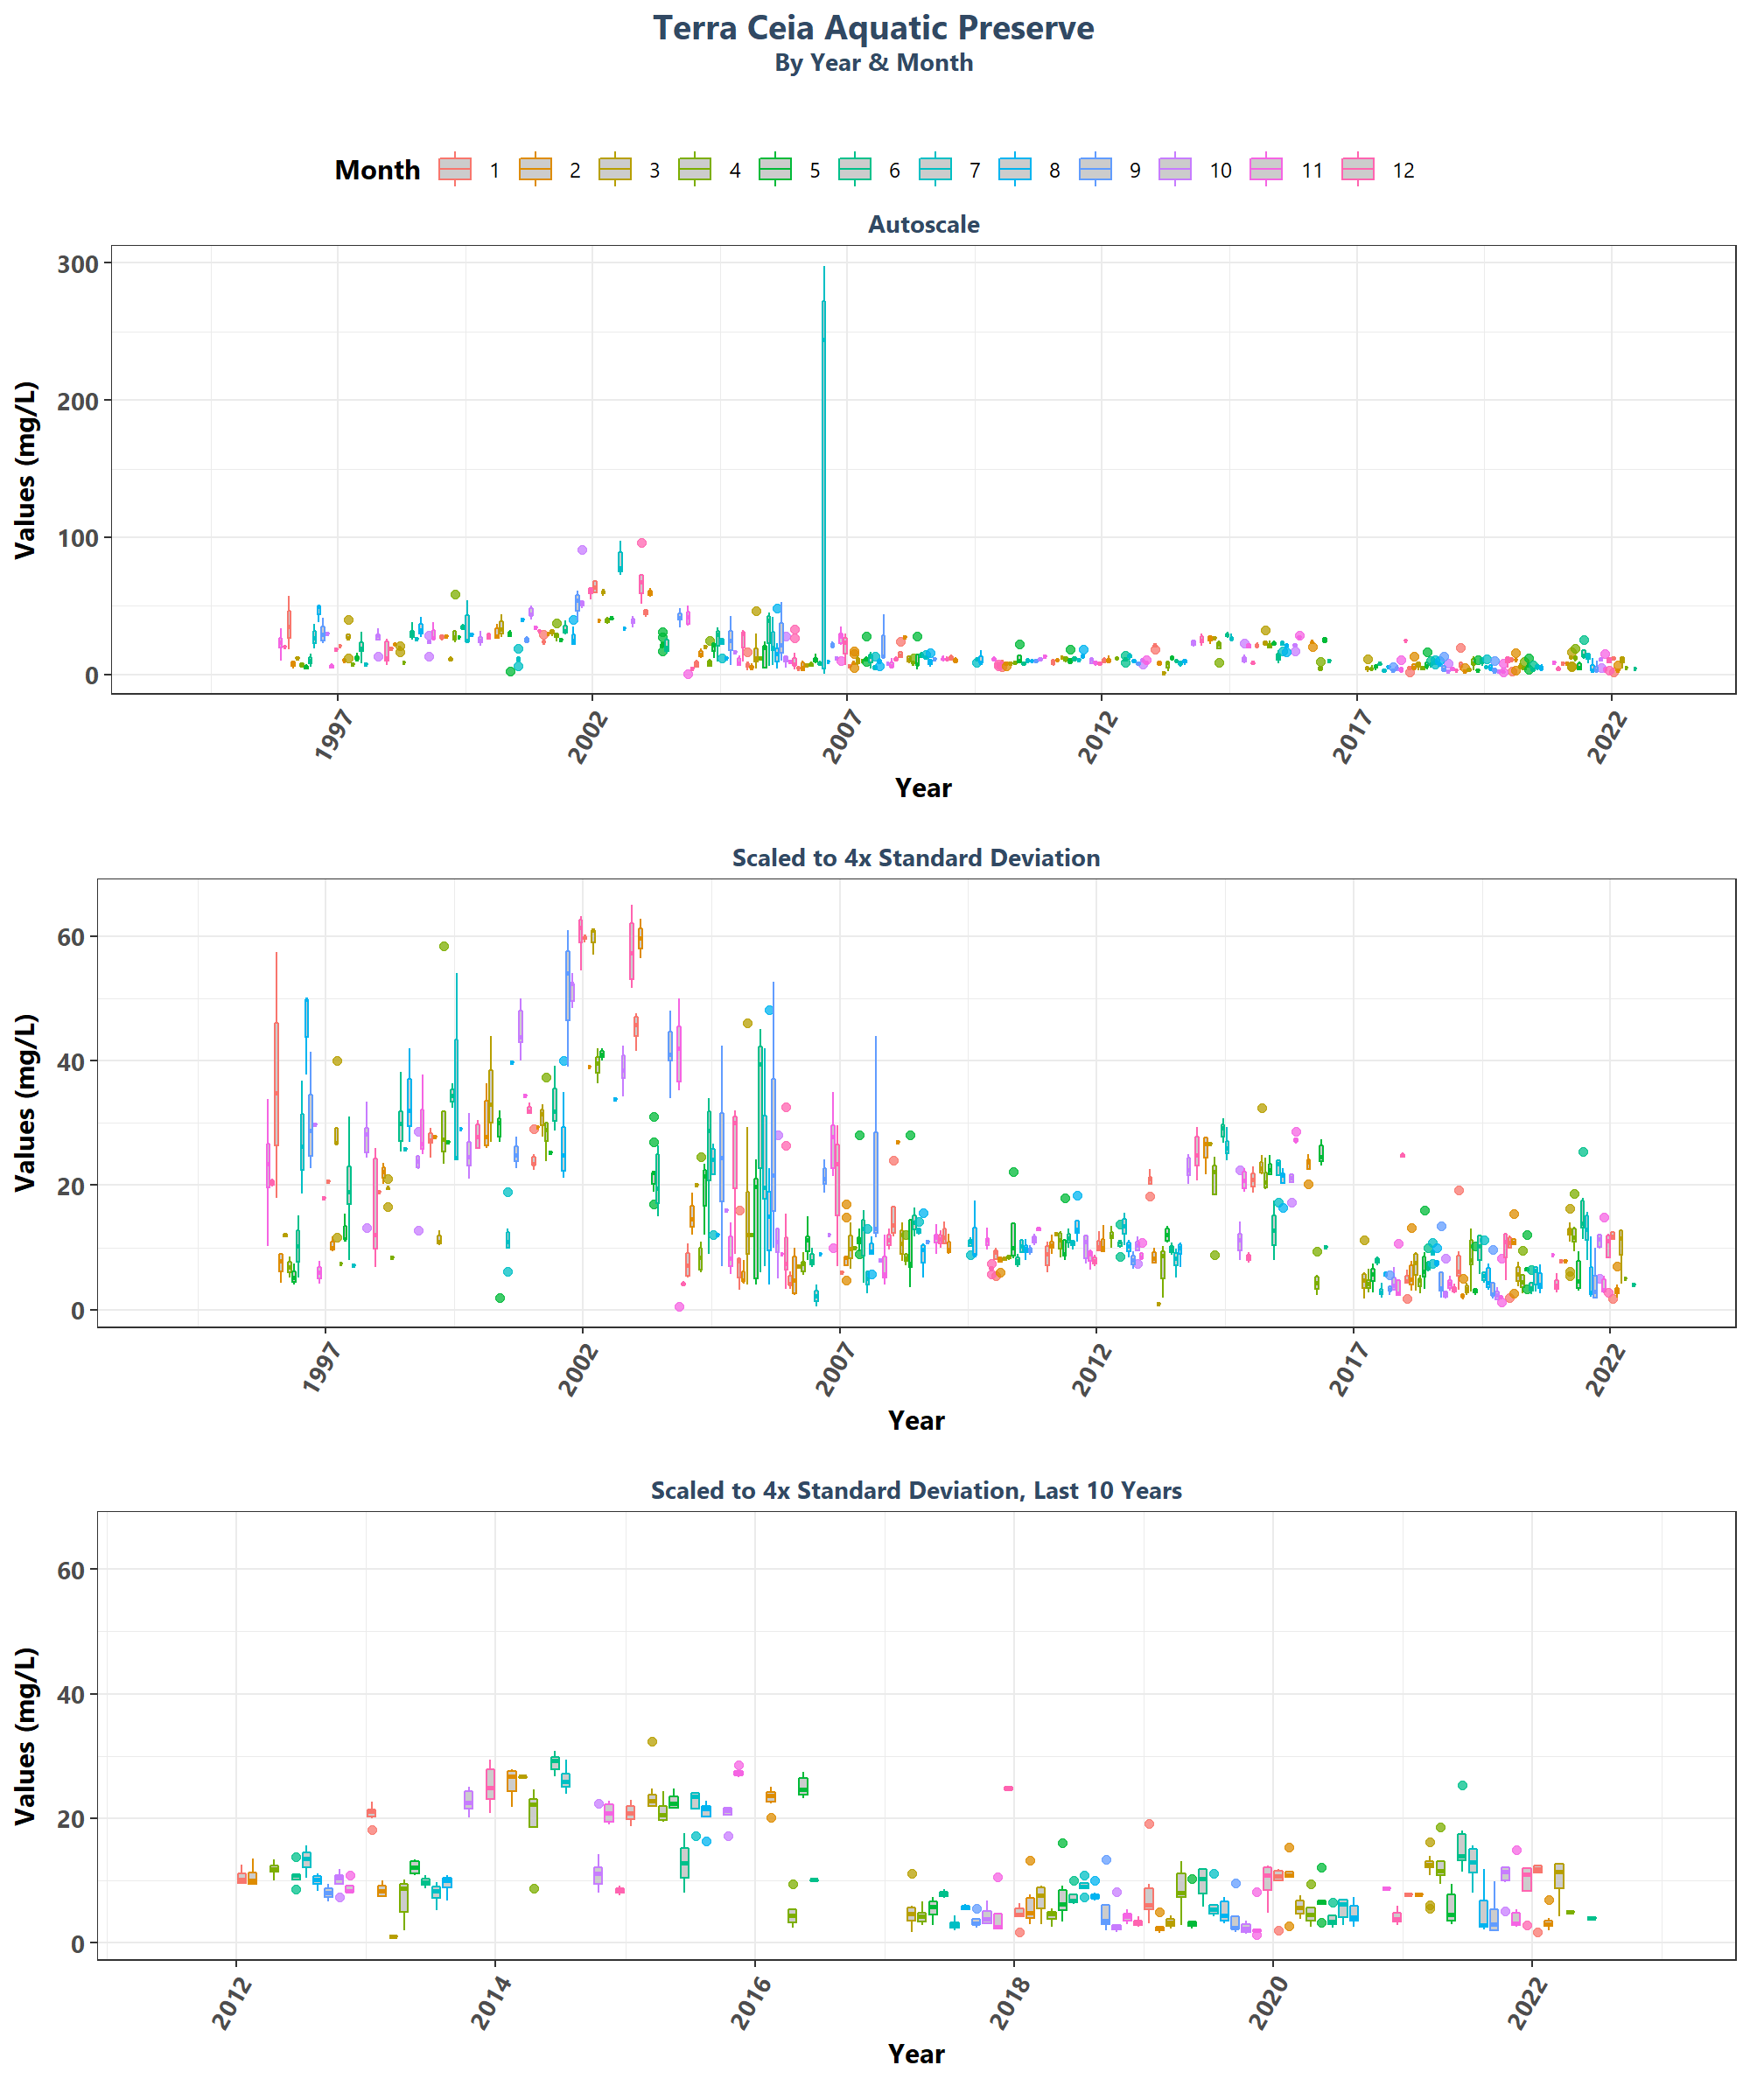 Terra Ceia Aquatic Preserve
By Year & Month
Month 1 2 3 4 5 6 7 8 9 10 11 12
Autoscale
300
200
100
0
Values (mg/L)
1997 2002 2007 2012 2017 2022
Year
Scaled to 4x Standard Deviation
60
40
20
0
Values (mg/L)
1997 2002 2007 2012 2017 2022
Year
Scaled to 4x Standard Deviation, Last 10 Years
60
40
20
0
Values (mg/L)
2012 2014 2016 2018 2020 2022
Year